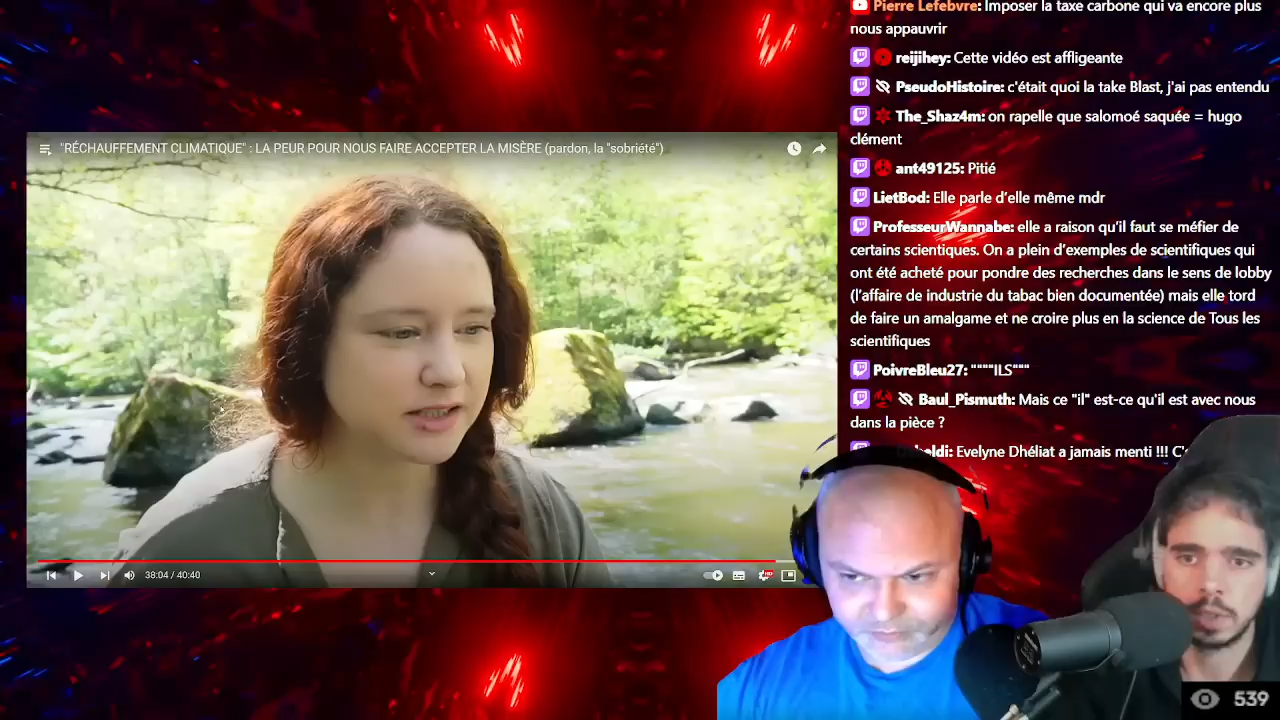 "RÉCHAUFFEMENT CLIMATIQUE" : LA PEUR POUR NOUS FAIRE ACCEPTER LA MISÈRE (pardon, la "sobriété")
38:04 / 40:40
Pierre Lefebvre: Imposer la taxe carbone qui va encore plus
nous appauvrir
reijihey: Cette vidéo est affligeante
PseudoHistoire: c'était quoi la take Blast, j'ai pas entendu
The_Shaz4m: on rapelle que salomoé saquée = hugo
clément
ant49125: Pitié
LietBod: Elle parle d'elle même mdr
ProfesseurWannabe: elle a raison qu'il faut se méfier de
certains scientiques. On a plein d'exemples de scientifiques qui
ont été acheté pour pondre des recherches dans le sens de lobby
(l'affaire de industrie du tabac bien documentée) mais elle tord
de faire un amalgame et ne croire plus en la science de Tous les
scientifiques
PoivreBleu27: """"ILS"""
Baul_Pismuth: Mais ce "il" est-ce qu'il est avec nous
dans la pièce ?
Evelyne Dhéliat a jamais menti !!!
539